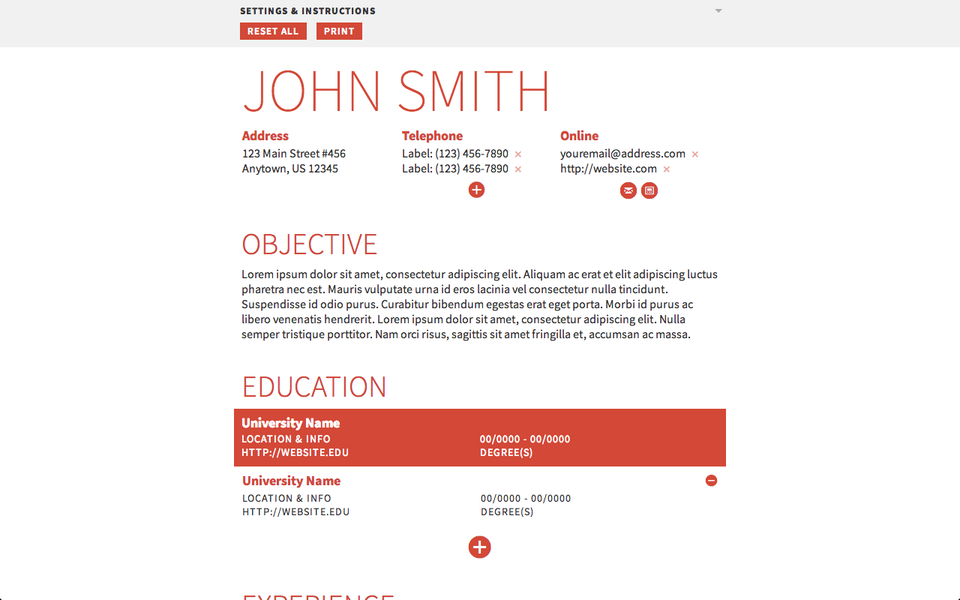 SETTINGS & INSTRUCTIONS
RESET ALL PRINT
JOHN SMITH
Address Telephone Online
123 Main Street #456 Label: (123) 456-7890 × youremail@address.com ×
Anytown, US 12345 Label: (123) 456-7890 × http://website.com ×
OBJECTIVE
Lorem ipsum dolor sit amet, consectetur adipiscing elit. Aliquam ac erat et elit adipiscing luctus
pharetra nec est. Mauris vulputate urna id eros lacinia vel consectetur nulla tincidunt.
Suspendisse id odio purus. Curabitur bibendum egestas erat eget porta. Morbi id purus ac
libero venenatis hendrerit. Lorem ipsum dolor sit amet, consectetur adipiscing elit. Nulla
semper tristique porttitor. Nam orci risus, sagittis sit amet fringilla et, accumsan ac massa.
EDUCATION
University Name
LOCATION & INFO 00/0000 - 00/0000
HTTP://WEBSITE.EDU DEGREE(S)
University Name
LOCATION & INFO 00/0000 - 00/0000
HTTP://WEBSITE.EDU DEGREE(S)
EXPERIENCE